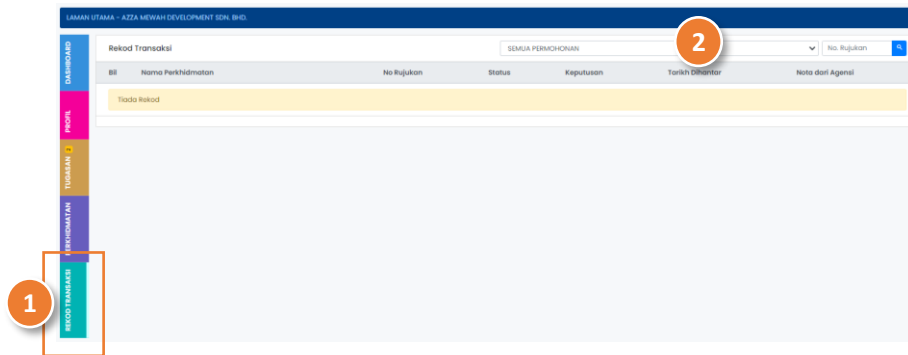 LAMAN UTAMA - AZZA MEWAH DEVELOPMENT SDN. BHD.
DASHBOARD
PROFIL
TUGASAN
PERKHIDMATAN
REKOD TRANSAKSI
1
Rekod Transaksi
SEMUA PERMOHONAN
2
No. Rujukan
Bil Nama Perkhidmatan No Rujukan Status Keputusan Tarikh Dihantar Nota dari Agensi
Tiada Rekod